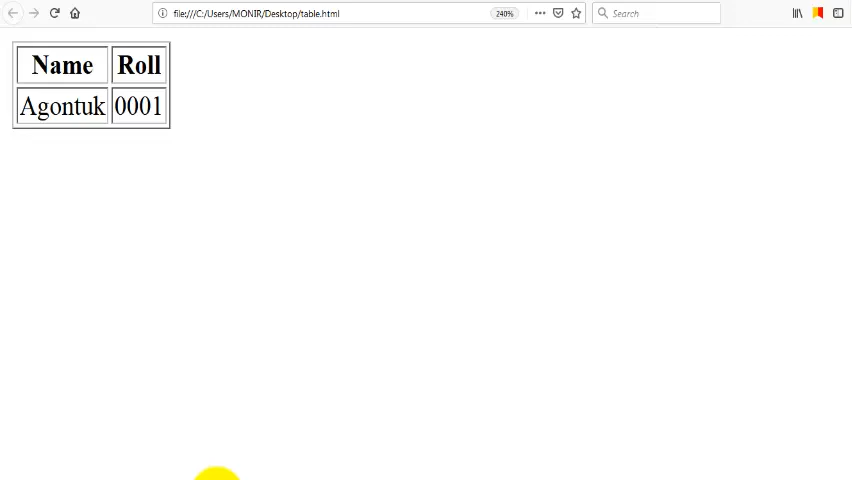 file:///C:/Users/MONIR/Desktop/table.html
240%
Search
Name Roll
Agontuk 0001